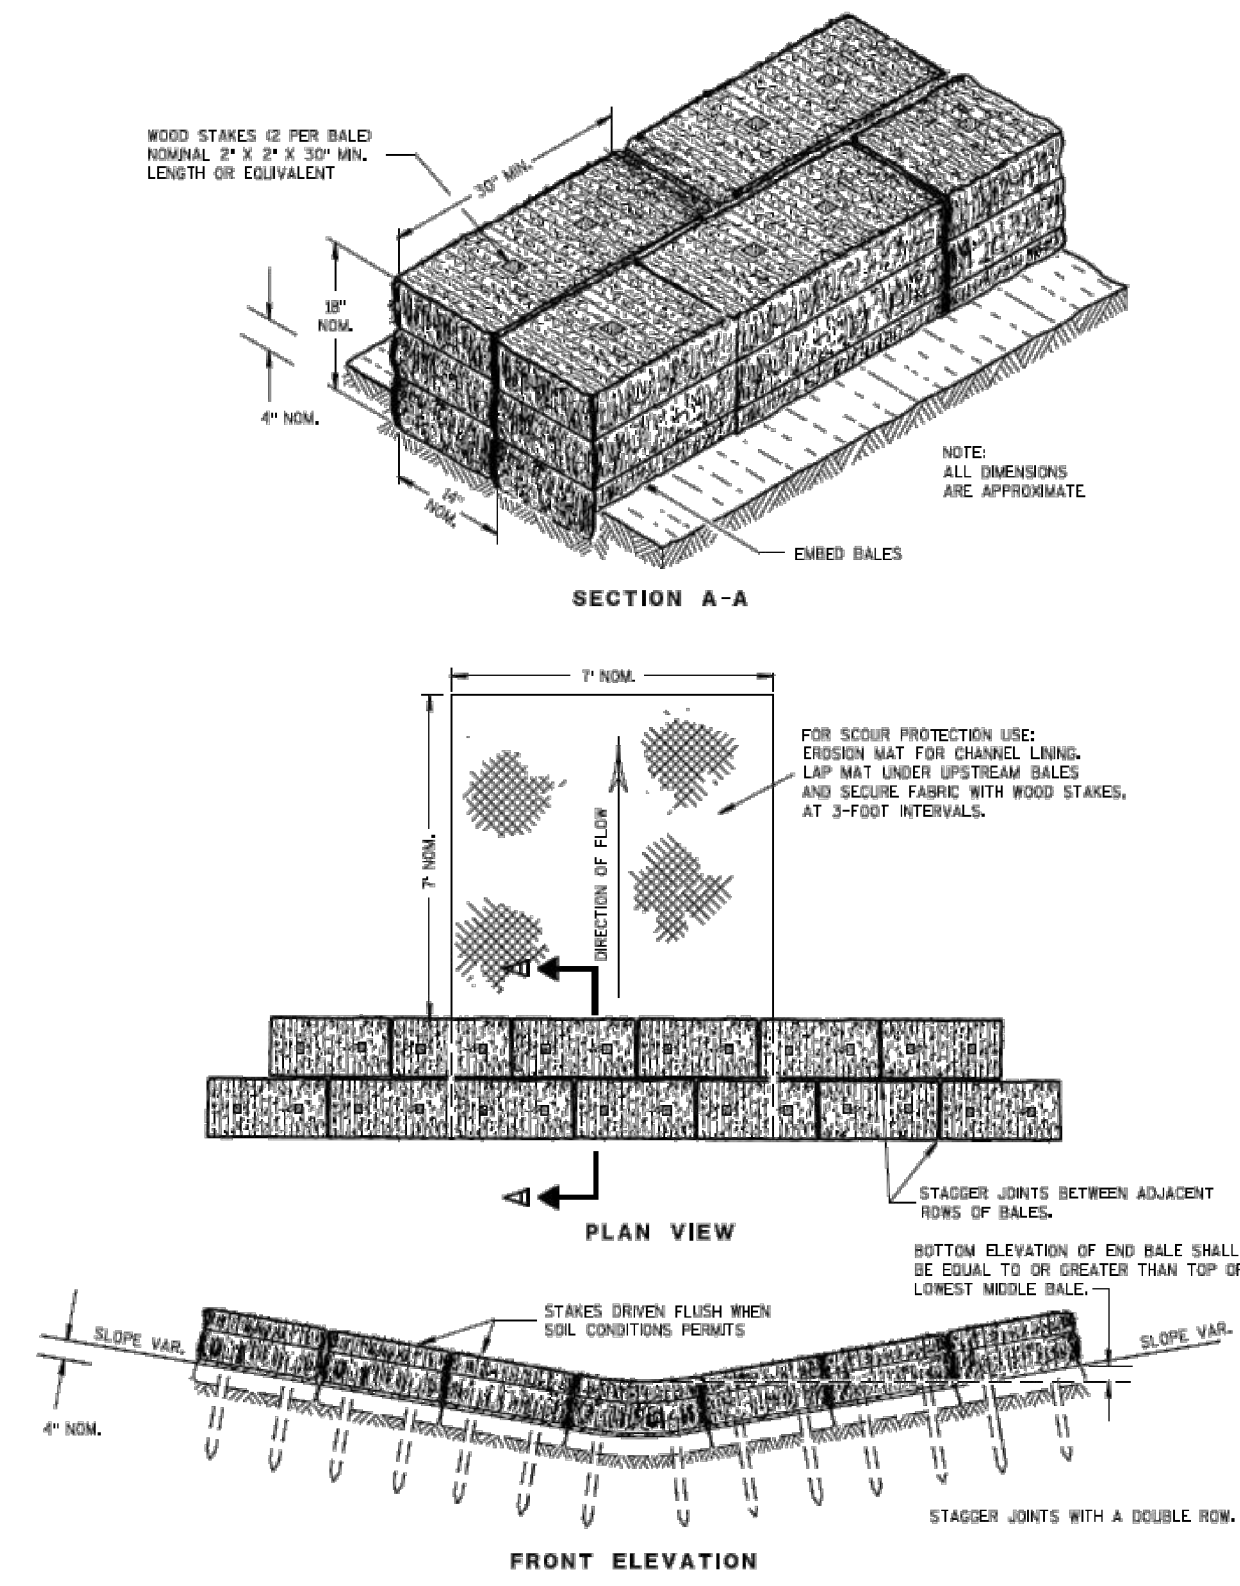 WOOD STAKES (2 PER BALE)
NOMINAL 2" X 2" X 30" MIN.
LENGTH OR EQUIVALENT
30" MIN.
18"
NOM.
4" NOM.
14"
NOM.
NOTE:
ALL DIMENSIONS
ARE APPROXIMATE
EMBED BALES
SECTION A-A
7' NOM.
7' NOM.
DIRECTION OF FLOW
FOR SCOUR PROTECTION USE:
EROSION MAT FOR CHANNEL LINING.
LAP MAT UNDER UPSTREAM BALES
AND SECURE FABRIC WITH WOOD STAKES.
AT 3-FOOT INTERVALS.
A
A
STAGGER JOINTS BETWEEN ADJACENT
ROWS OF BALES.
PLAN VIEW
BOTTOM ELEVATION OF END BALE SHALL
BE EQUAL TO OR GREATER THAN TOP OF
LOWEST MIDDLE BALE.
STAKES DRIVEN FLUSH WHEN
SOIL CONDITIONS PERMITS
SLOPE VAR.
SLOPE VAR.
4" NOM.
STAGGER JOINTS WITH A DOUBLE ROW.
FRONT ELEVATION